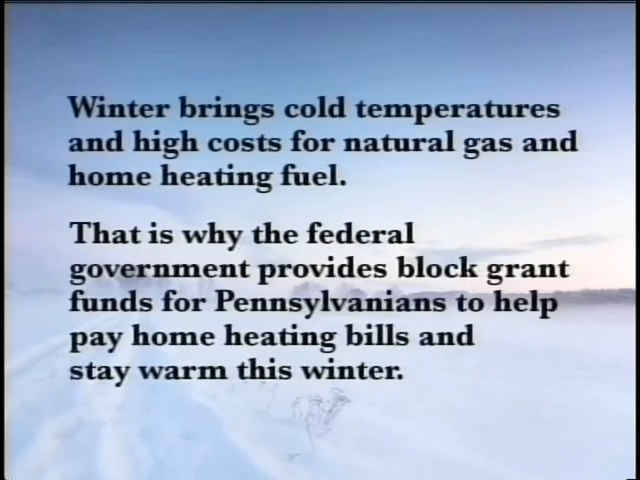 Winter brings cold temperatures
and high costs for natural gas and
home heating fuel.
That is why the federal
government provides block grant
funds for Pennsylvanians to help
pay home heating bills and
stay warm this winter.